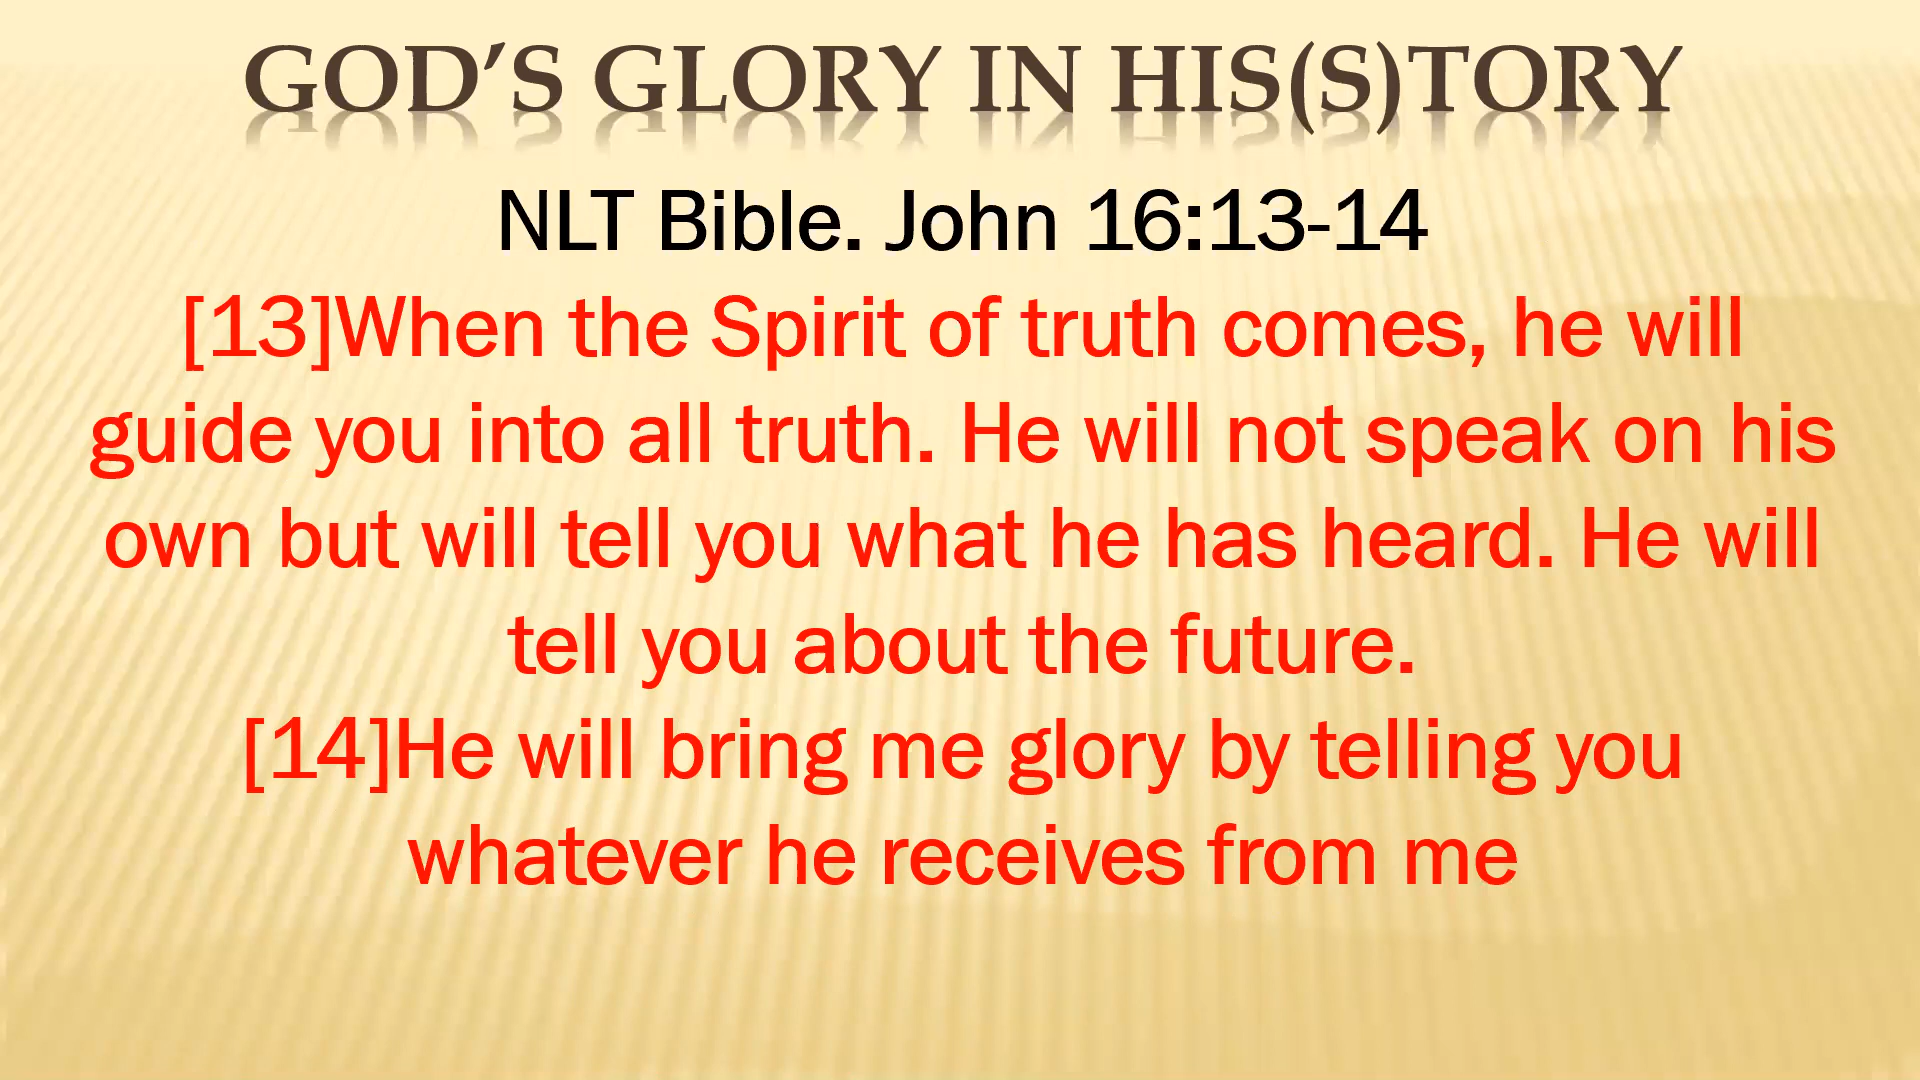 GOD’S GLORY IN HIS(S)TORY
NLT Bible. John 16:13-14
[13]When the Spirit of truth comes, he will
guide you into all truth. He will not speak on his
own but will tell you what he has heard. He will
tell you about the future.
[14]He will bring me glory by telling you
whatever he receives from me